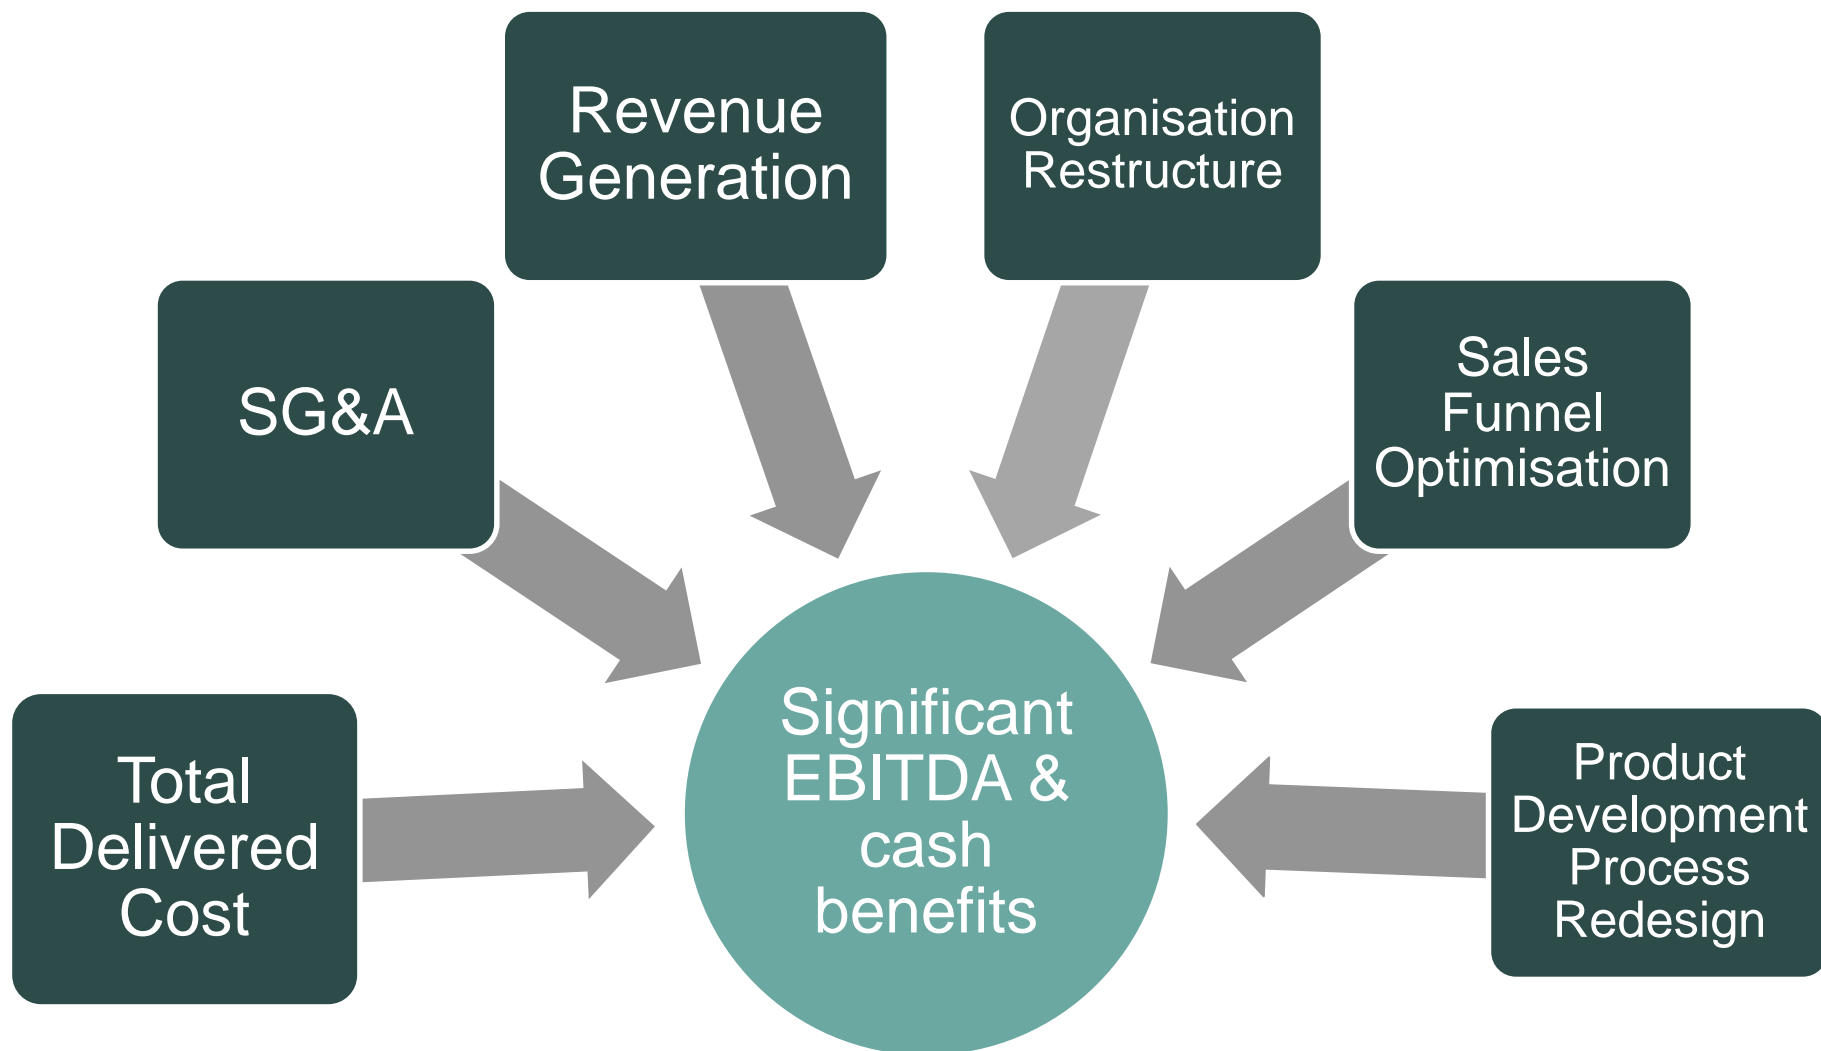 Revenue
Generation
Organisation
Restructure
SG&A
Sales
Funnel
Optimisation
Total
Delivered
Cost
Significant
EBITDA &
cash
benefits
Product
Development
Process
Redesign